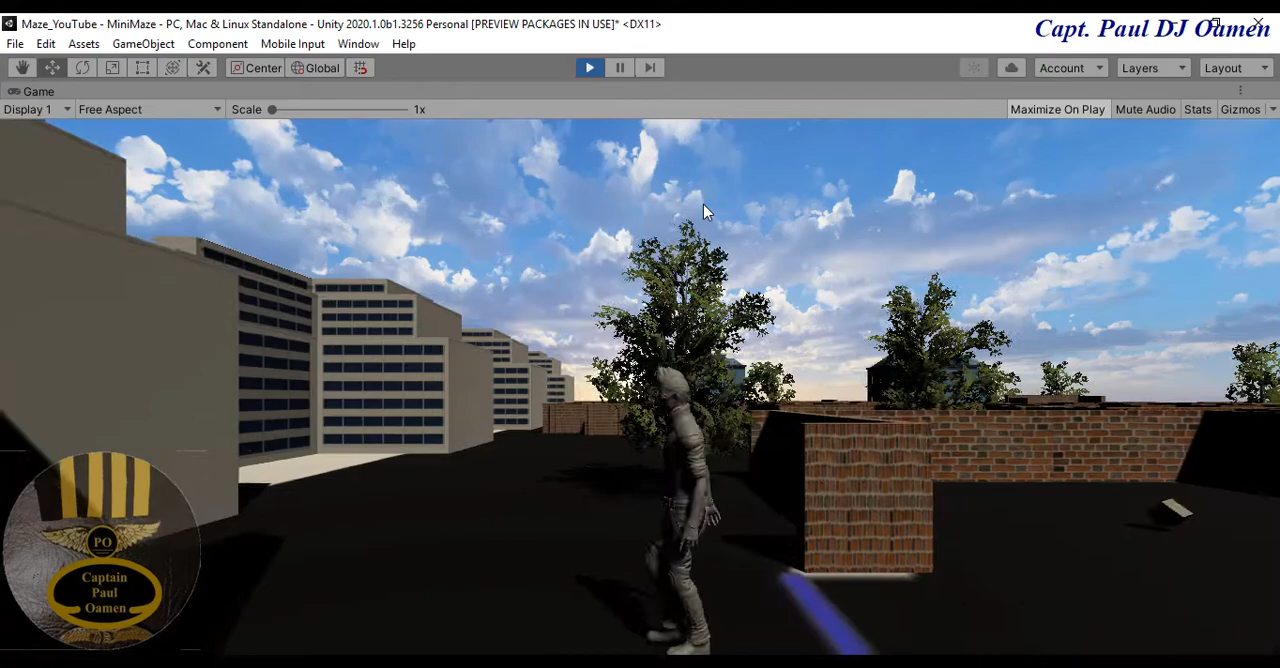 Maze_YouTube - MiniMaze - PC, Mac & Linux Standalone - Unity 2020.1.0b1.3256 Personal [PREVIEW PACKAGES IN USE]* <DX11>
Capt. Paul DJ Oamen
File Edit Assets GameObject Component Mobile Input Window Help
Center Global Account Layers Layout
Game
Display 1 Free Aspect Scale 1x Maximize On Play Mute Audio Stats Gizmos
PO
Captain
Paul
Oamen